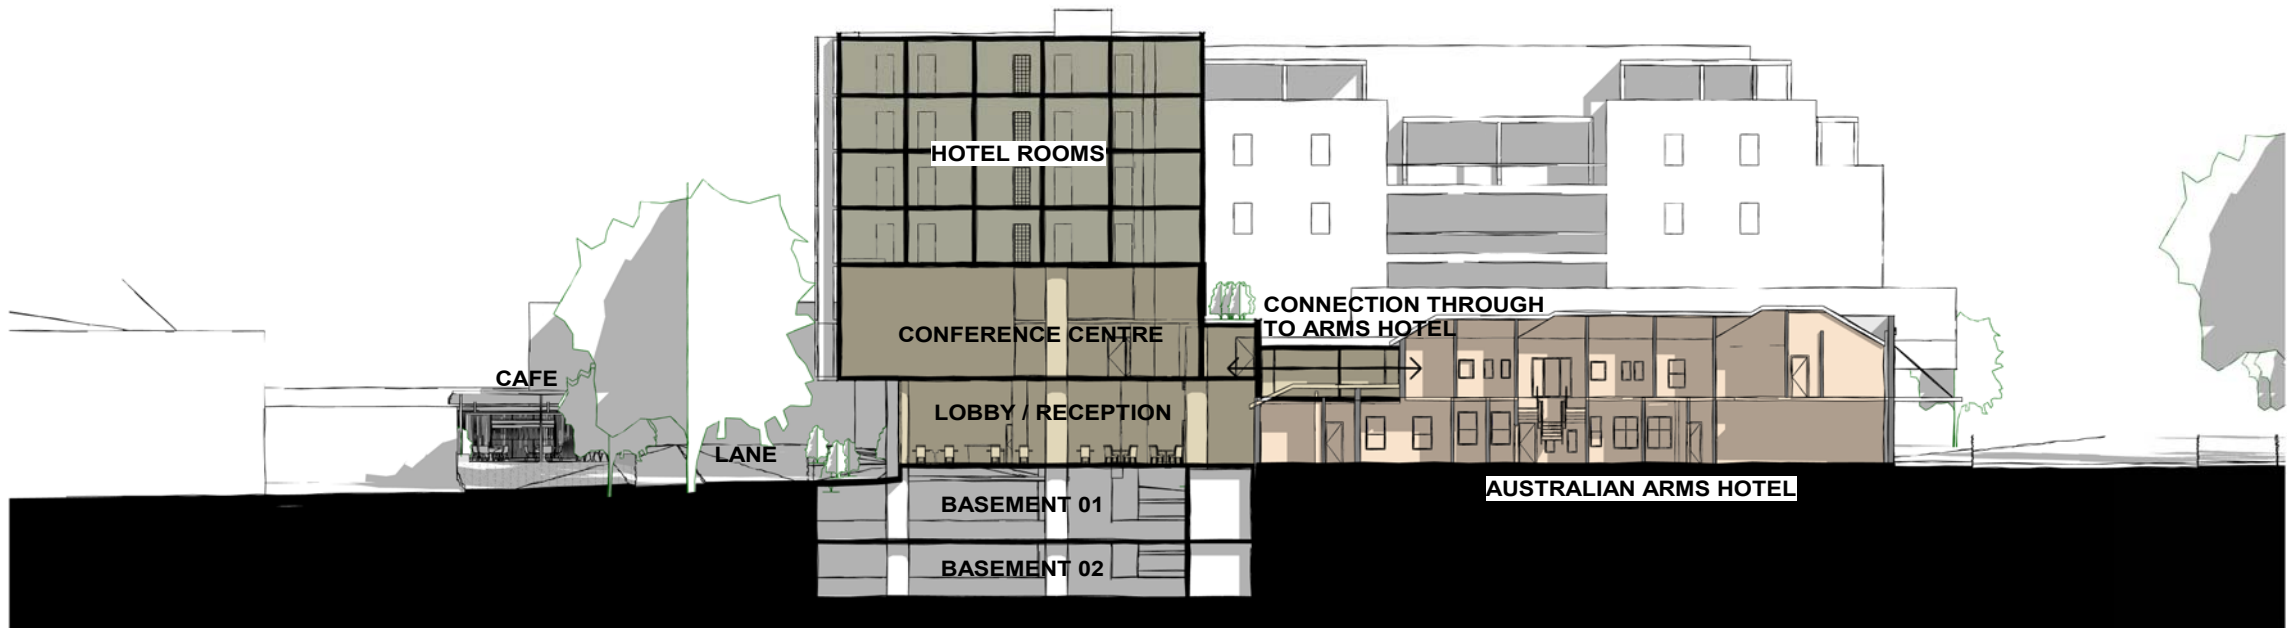 HOTEL ROOMS
CONNECTION THROUGH
TO ARMS HOTEL
CONFERENCE CENTRE
CAFE
LOBBY / RECEPTION
LANE
AUSTRALIAN ARMS HOTEL
BASEMENT 01
BASEMENT 02